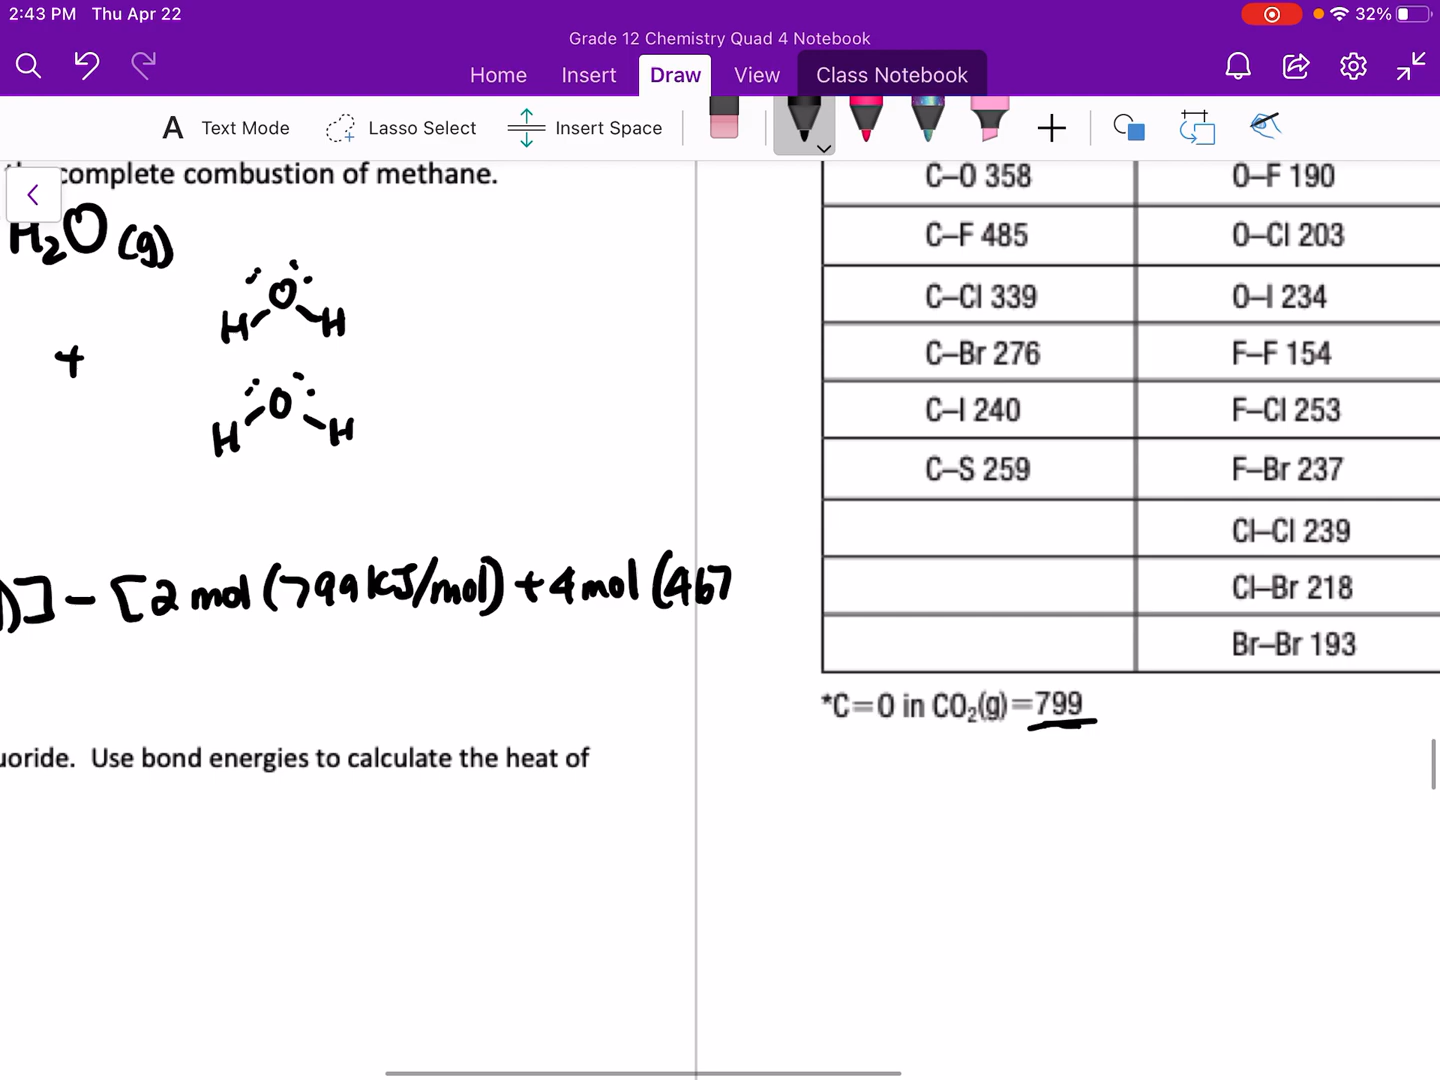 2:43 PM Thu Apr 22
32%
Grade 12 Chemistry Quad 4 Notebook
Home Insert Draw View Class Notebook
A Text Mode Lasso Select Insert Space
complete combustion of methane.
H₂O (g)
O
H H
+
O
H H
)] - [2 mol (799 kJ/mol) + 4 mol (467
uoride. Use bond energies to calculate the heat of
C–O 358 O–F 190
C–F 485 O–Cl 203
C–Cl 339 O–I 234
C–Br 276 F–F 154
C–I 240 F–Cl 253
C–S 259 F–Br 237
Cl–Cl 239
Cl–Br 218
Br–Br 193
*C=O in CO₂(g)=799